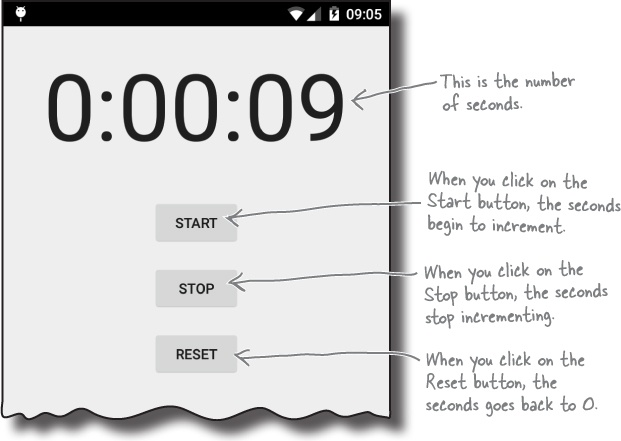 09:05
0:00:09
This is the number
of seconds.
When you click on the
Start button, the seconds
begin to increment.
START
When you click on the
Stop button, the seconds
stop incrementing.
STOP
When you click on the
Reset button, the
seconds goes back to 0.
RESET